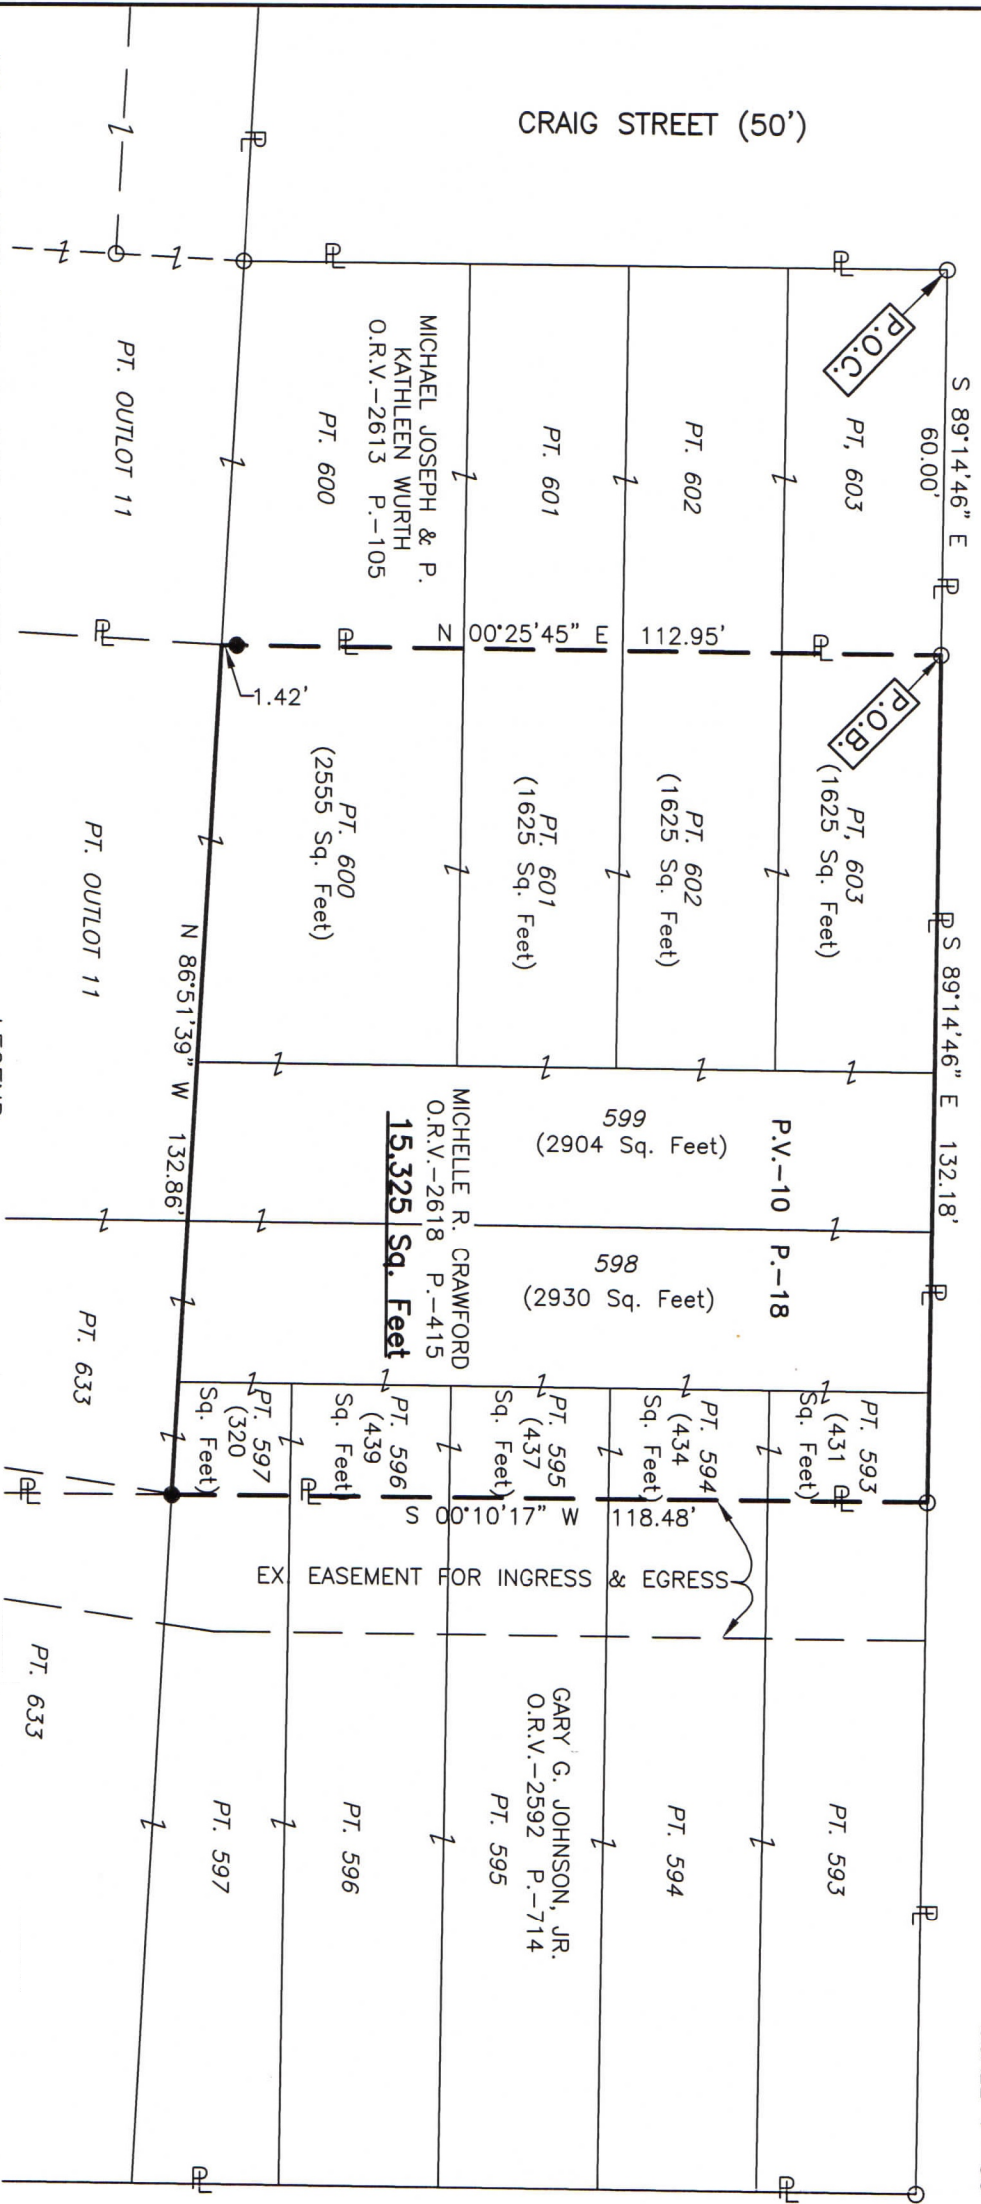 CRAIG STREET (50')
S 89°14'46" E
60.00'
P.O.C.
PT, 603
PT. 602
PT. 601
MICHAEL JOSEPH & P.
KATHLEEN WURTH
O.R.V.-2613 P.-105
PT. 600
PT. OUTLOT 11
N 00°25'45" E 112.95'
1.42'
P.O.B.
S 89°14'46" E 132.18'
PT, 603
(1625 Sq. Feet)
PT. 602
(1625 Sq. Feet)
PT. 601
(1625 Sq. Feet)
PT. 600
(2555 Sq. Feet)
PT. OUTLOT 11
N 86°51'39" W 132.86'
P.V.-10 P.-18
599
(2904 Sq. Feet)
598
(2930 Sq. Feet)
MICHELLE R. CRAWFORD
O.R.V.-2618 P.-415
15,325 Sq. Feet
PT. 593
(431
Sq. Feet)
PT. 594
(434
Sq. Feet)
PT. 595
(437
Sq. Feet)
PT. 596
(439
Sq. Feet)
PT. 597
(320
Sq. Feet)
PT. 633
S 00°10'17" W 118.48'
EX. EASEMENT FOR INGRESS & EGRESS
GARY G. JOHNSON, JR.
O.R.V.-2592 P.-714
PT. 593
PT. 594
PT. 595
PT. 596
PT. 597
PT. 633